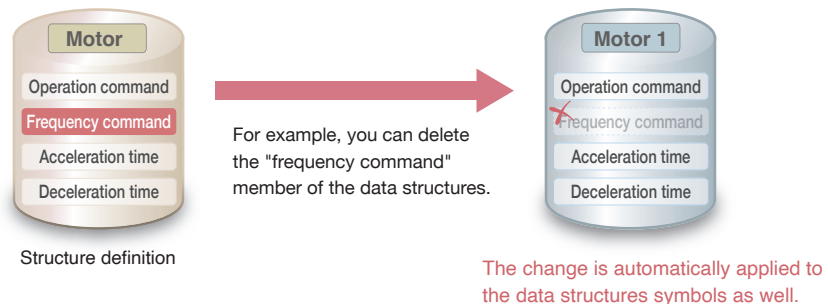 Motor
Operation command
Frequency command
Acceleration time
Deceleration time
Structure definition
For example, you can delete
the "frequency command"
member of the data structures.
Motor 1
Operation command
Frequency command
Acceleration time
Deceleration time
The change is automatically applied to
the data structures symbols as well.